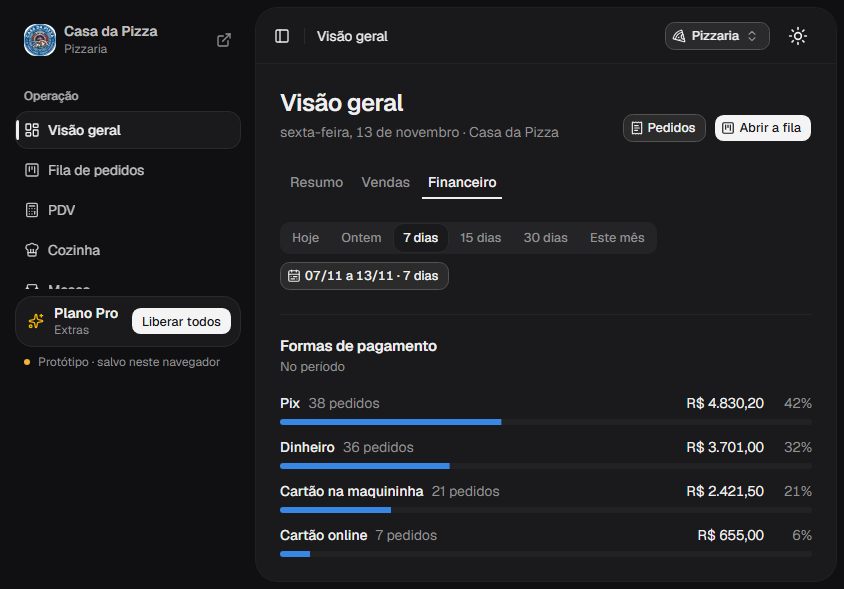 Casa da Pizza
Pizzaria
Operação
Visão geral
Fila de pedidos
PDV
Cozinha
Plano Pro
Extras
Liberar todos
Protótipo · salvo neste navegador
Visão geral
Pizzaria
Visão geral
sexta-feira, 13 de novembro · Casa da Pizza
Pedidos
Abrir a fila
Resumo Vendas Financeiro
Hoje Ontem 7 dias 15 dias 30 dias Este mês
07/11 a 13/11 · 7 dias
Formas de pagamento
No período
Pix 38 pedidos R$ 4.830,20 42%
Dinheiro 36 pedidos R$ 3.701,00 32%
Cartão na maquininha 21 pedidos R$ 2.421,50 21%
Cartão online 7 pedidos R$ 655,00 6%